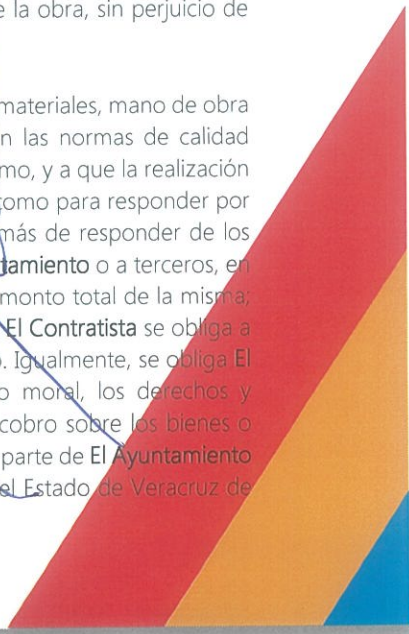 e la obra, sin perjuicio de
materiales, mano de obra
n las normas de calidad
mo, y a que la realización
como para responder por
más de responder de los
tamiento o a terceros, en
monto total de la misma;
El Contratista se obliga a
. Igualmente, se obliga El
o moral, los derechos y
cobro sobre los bienes o
parte de El Ayuntamiento
el Estado de Veracruz de